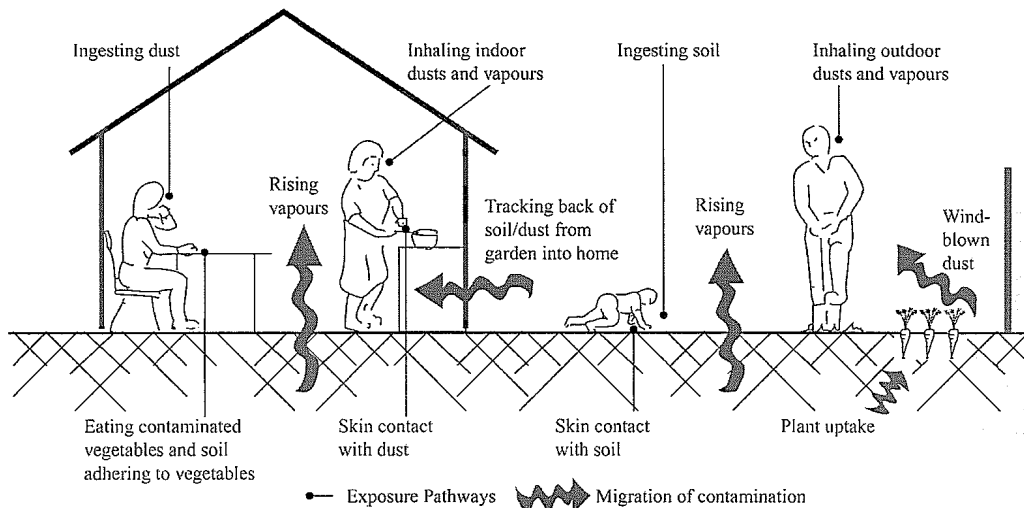 Ingesting dust
Inhaling indoor
dusts and vapours
Ingesting soil
Inhaling outdoor
dusts and vapours
Rising
vapours
Tracking back of
soil/dust from
garden into home
Rising
vapours
Wind-
blown
dust
Eating contaminated
vegetables and soil
adhering to vegetables
Skin contact
with dust
Skin contact
with soil
Plant uptake
Exposure Pathways
Migration of contamination